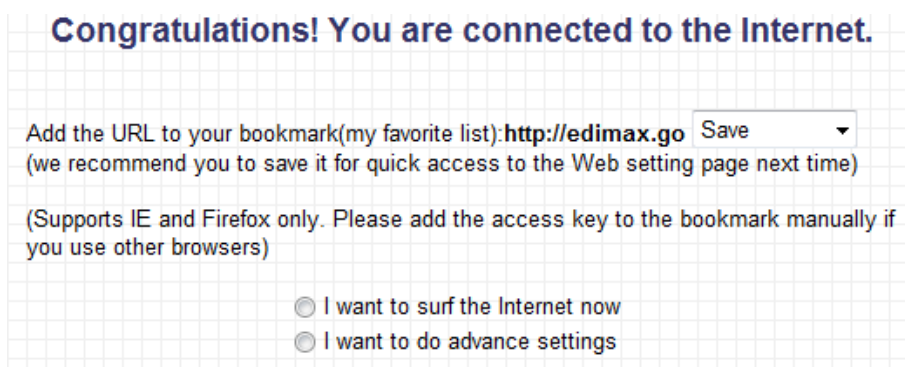 Congratulations! You are connected to the Internet.
Add the URL to your bookmark(my favorite list):http://edimax.go Save
(we recommend you to save it for quick access to the Web setting page next time)
(Supports IE and Firefox only. Please add the access key to the bookmark manually if
you use other browsers)
I want to surf the Internet now
I want to do advance settings